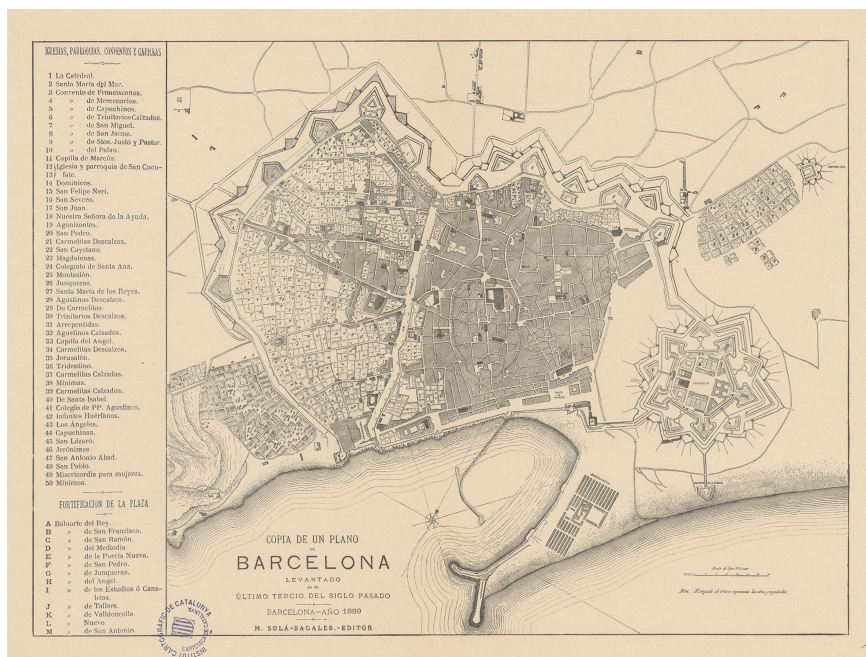 IGLESIAS, PARROQUIAS, CONVENTOS Y CAPILLAS
1 La Catedral.
2 Santa María del Mar.
3 Convento de Franciscanos.
4 » de Mercenarios.
5 » de Capuchinos.
6 » de Trinitarios Calzados.
7 » de San Miguel.
8 » de San Jaime.
9 » de Stos. Justo y Pastor.
10 » del Palau.
11 Capilla de Marcús.
12 (Iglesia y parroquia de San Cucu-
13 ) fate.
14 Dominicos.
15 San Felipe Neri.
16 San Severo.
17 San Juan.
18 Nuestra Señora de la Ayuda.
19 Agonizantes.
20 San Pedro.
21 Carmelitas Descalzas.
22 San Cayetano.
23 Magdalenas.
24 Colegiata de Santa Ana.
25 Montesión.
26 Junqueras.
27 Santa María de los Reyes.
28 Agustinos Descalzos.
29 De Carmelitas.
30 Trinitarios Descalzos.
31 Arrepentidas.
32 Agustinos Calzados.
33 Capilla del Angel.
34 Carmelitas Descalzos.
35 Jerusalén.
36 Tridentino.
37 Carmelitas Calzadas.
38 Mínimas.
39 Carmelitas Calzados.
40 De Santa Isabel.
41 Colegio de PP. Agustinos.
42 Infantes Huérfanos.
43 Los Ángeles.
44 Capuchinas.
45 San Lázaro.
46 Jerónimas.
47 San Antonio Abad.
48 San Pablo.
49 Misericordia para mujeres.
50 Mínimos.
FORTIFICACIÓN DE LA PLAZA
A Baluarte del Rey.
B » de San Francisco.
C » de San Ramón.
D » del Mediodía
E » de la Puerta Nueva.
F » de San Pedro.
G » de Junqueras.
H » del Angel.
I » de los Estudios ó Cana-
letas.
J » de Tallers.
K » de Valldoncella.
L » Nuevo.
M » de San Antonio.
COPIA DE UN PLANO
DE
BARCELONA
LEVANTADO
EN EL
ÚLTIMO TERCIO DEL SIGLO PASADO
BARCELONA-AÑO 1889
M. SOLÁ-SAGALÉS.-EDITOR
INSTITUT CARTOGRÀFIC DE CATALUNYA
CARTOTECA DE CATALUNYA